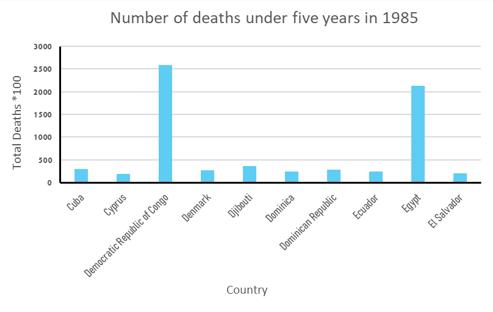 Number of deaths under five years in 1985
Total Deaths *100
3000
2500
2000
1500
1000
500
0
Cuba
Cyprus
Democratic Republic of Congo
Denmark
Djibouti
Dominica
Dominican Republic
Ecuador
Egypt
El Salvador
Country